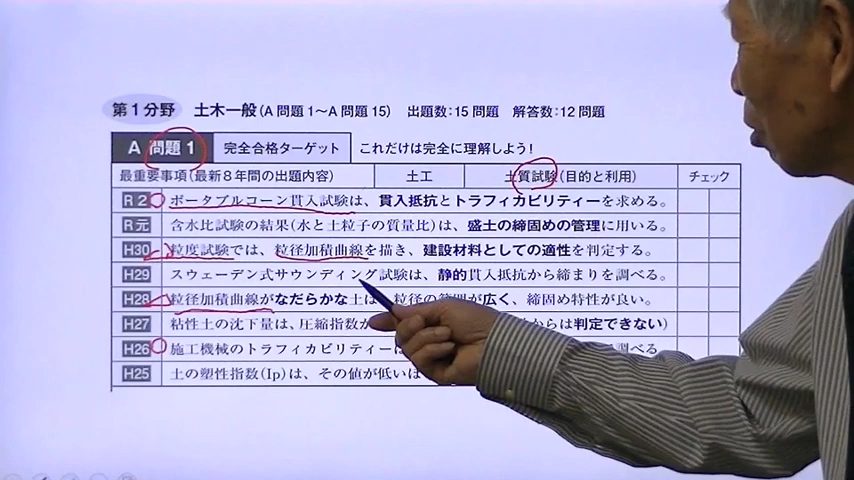 第1分野 土木一般(A問題1~A問題15) 出題数:15問題 解答数:12問題
A 問題1 完全合格ターゲット これだけは完全に理解しよう!
最重要事項(最新8年間の出題内容) 土工 土質試験(目的と利用) チェック
R2 ポータブルコーン貫入試験は、貫入抵抗とトラフィカビリティーを求める。
R元 含水比試験の結果(水と土粒子の質量比)は、盛土の締固めの管理に用いる。
H30 粒度試験では、粒径加積曲線を描き、建設材料としての適性を判定する。
H29 スウェーデン式サウンディング試験は、静的貫入抵抗から締まりを調べる。
H28 粒径加積曲線がなだらかな土は、粒径の範囲が広く、締固め特性が良い。
H27 粘性土の沈下量は、圧縮指数が からは判定できない)
H26 施工機械のトラフィカビリティーは で調べる
H25 土の塑性指数(Ip)は、その値が低いほ